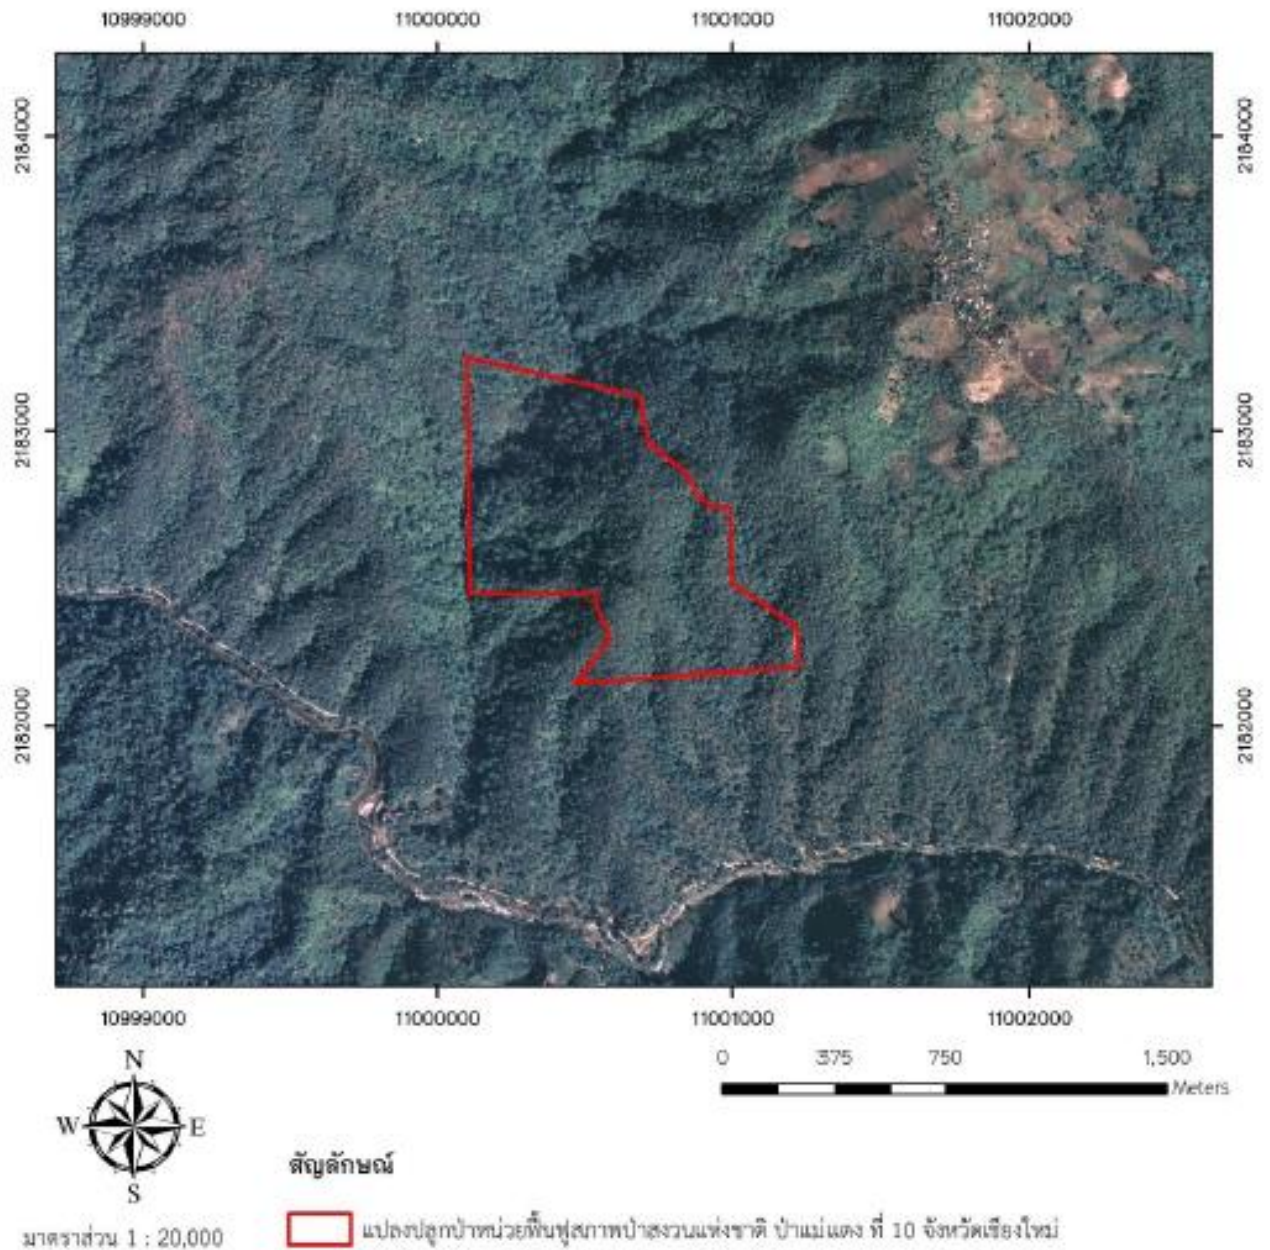 10999000 11000000 11001000 11002000
2184000 2184000
2183000 2183000
2182000 2182000
10999000 11000000 11001000 11002000
0 375 750 1,500
Meters
N
W E
S
สัญลักษณ์
มาตราส่วน 1 : 20,000
แปลงปลูกป่าหน่วยฟื้นฟูสภาพป่าสงวนแห่งชาติ ป่าแม่แตง ที่ 10 จังหวัดเชียงใหม่